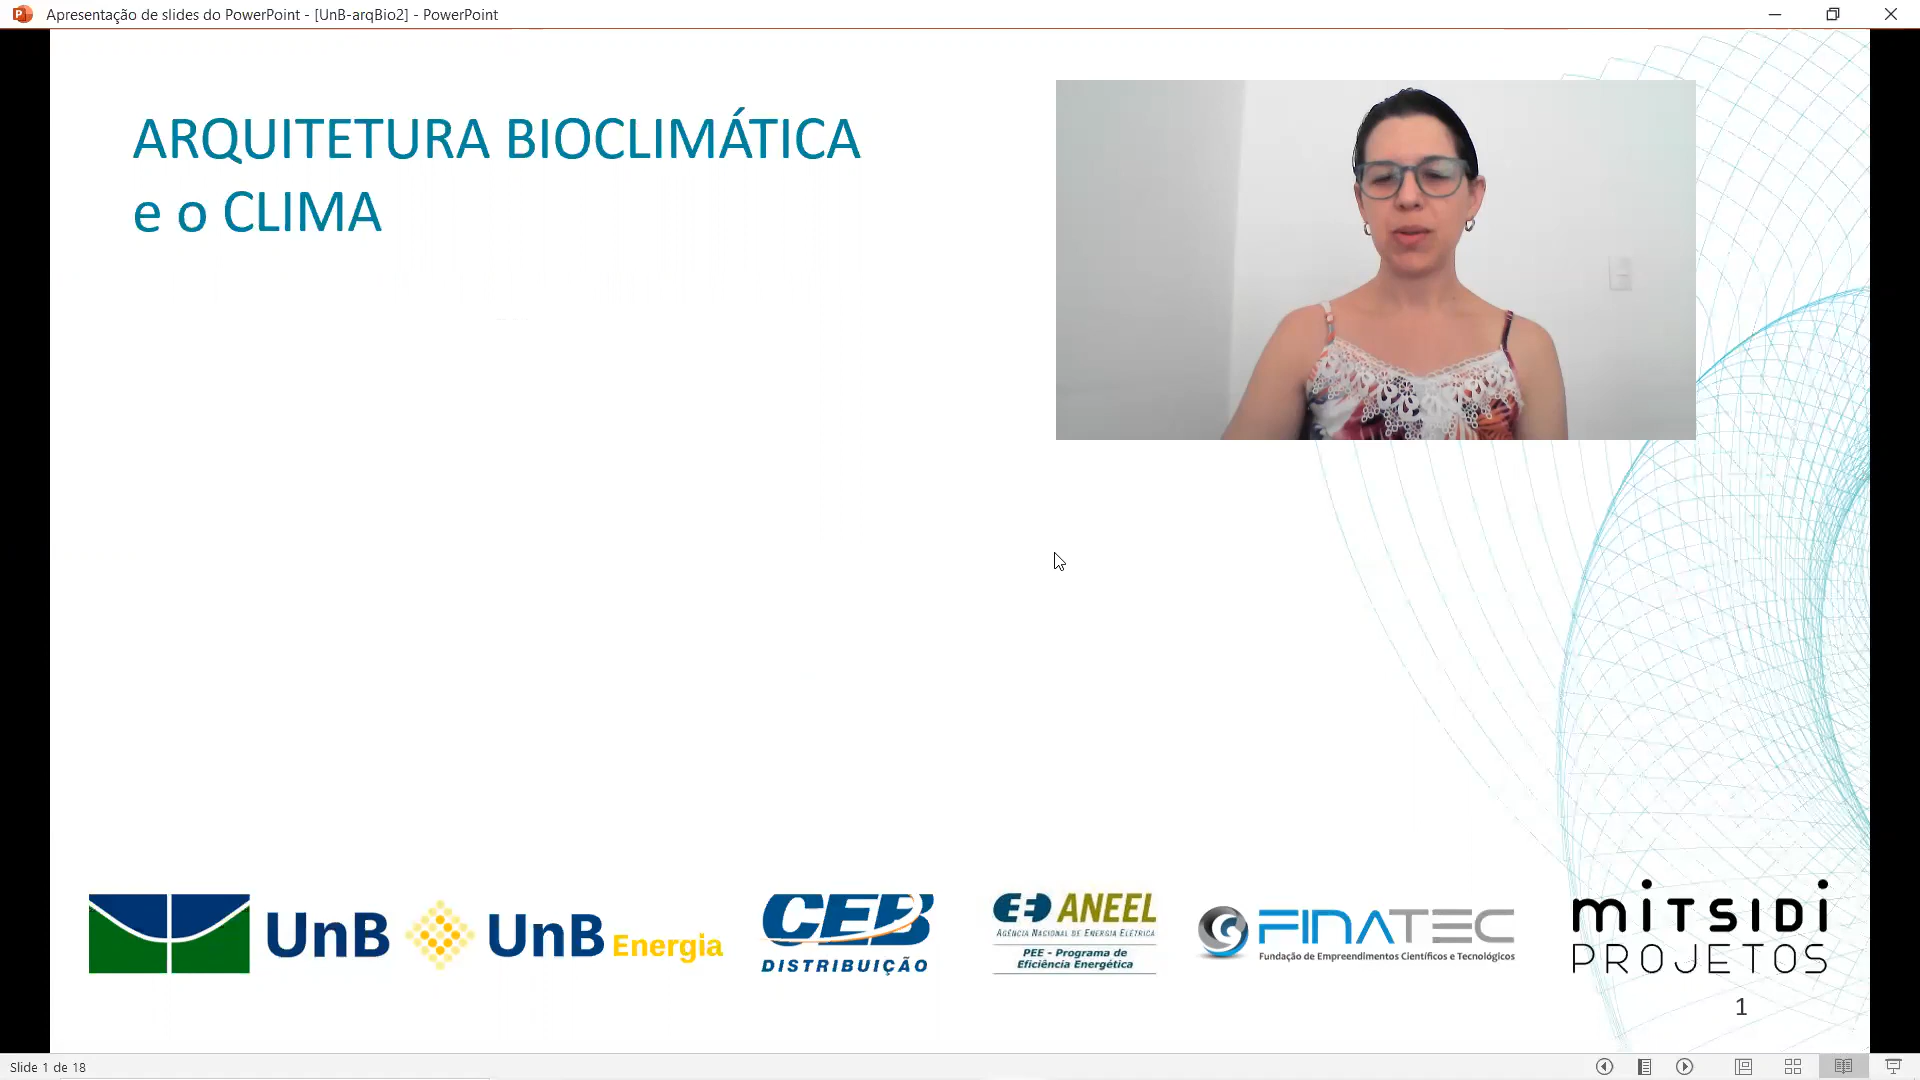 Apresentação de slides do PowerPoint - [UnB-arqBio2] - PowerPoint
ARQUITETURA BIOCLIMÁTICA
e o CLIMA
UnB
UnB Energia
CEB
DISTRIBUIÇÃO
ANEEL
AGÊNCIA NACIONAL DE ENERGIA ELÉTRICA
PEE - Programa de
Eficiência Energética
FINATEC
Fundação de Empreendimentos Científicos e Tecnológicos
MiTSiDi
PROJETOS
1
Slide 1 de 18